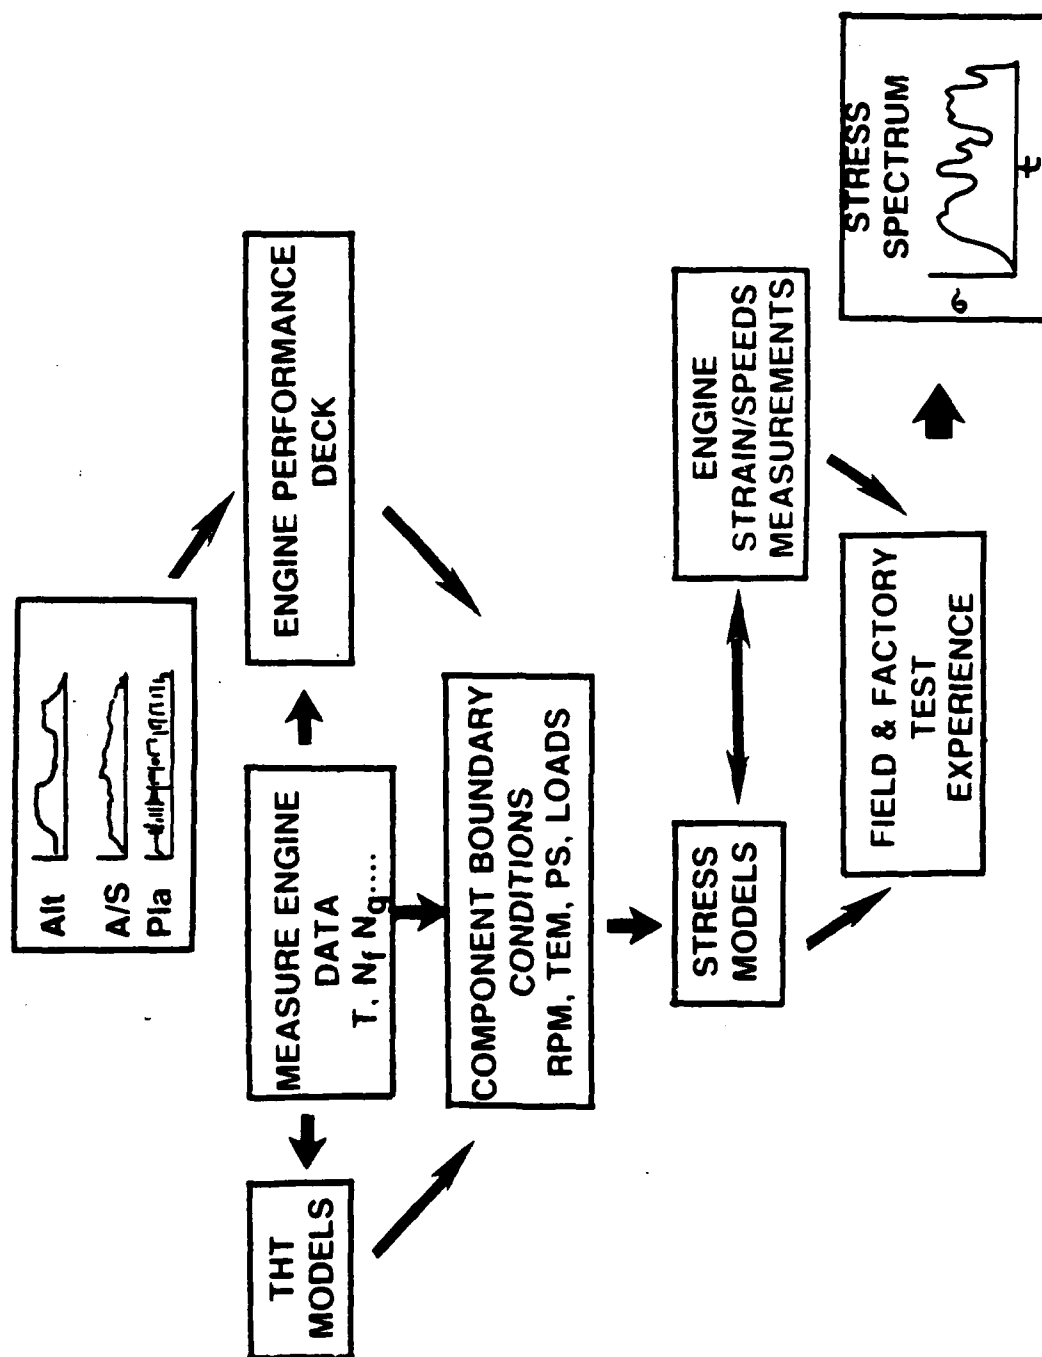 Alt
A/S
Pla
THT
MODELS
MEASURE ENGINE
DATA
T, Nf Ng....
ENGINE PERFORMANCE
DECK
COMPONENT BOUNDARY
CONDITIONS
RPM, TEM, PS, LOADS
STRESS
MODELS
ENGINE
STRAIN/SPEEDS
MEASUREMENTS
FIELD & FACTORY
TEST
EXPERIENCE
STRESS
SPECTRUM
σ
t